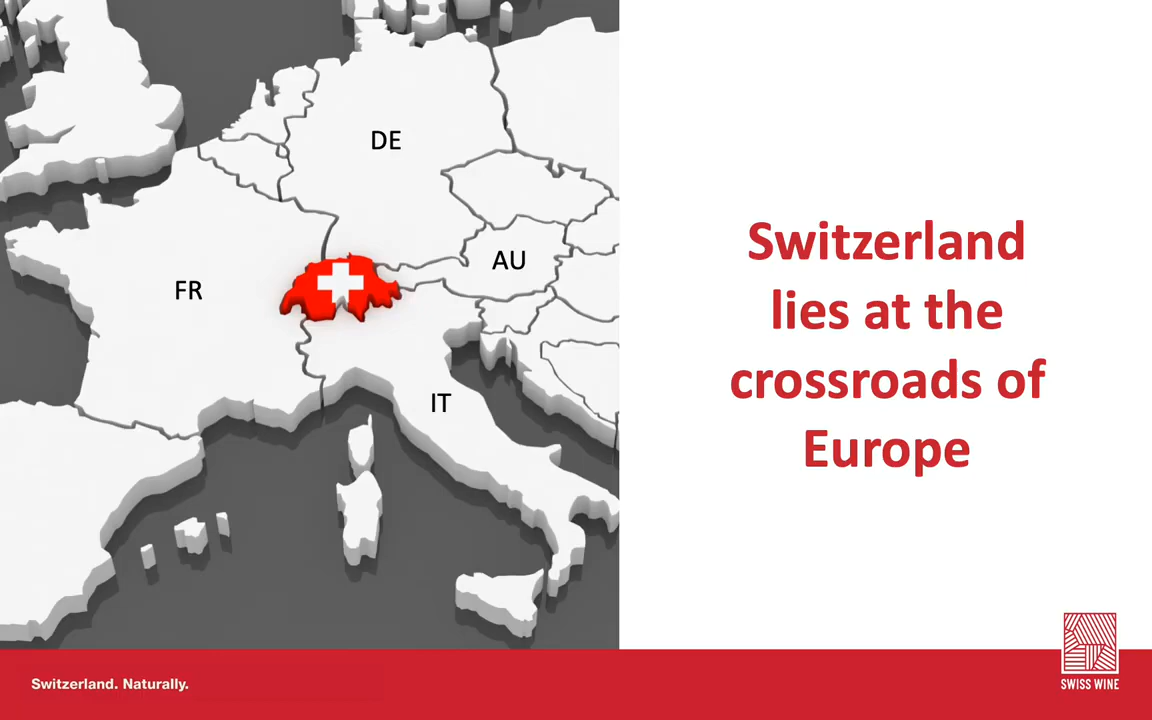 DE
AU
FR
IT
Switzerland
lies at the
crossroads of
Europe
Switzerland. Naturally.
SWISS WINE